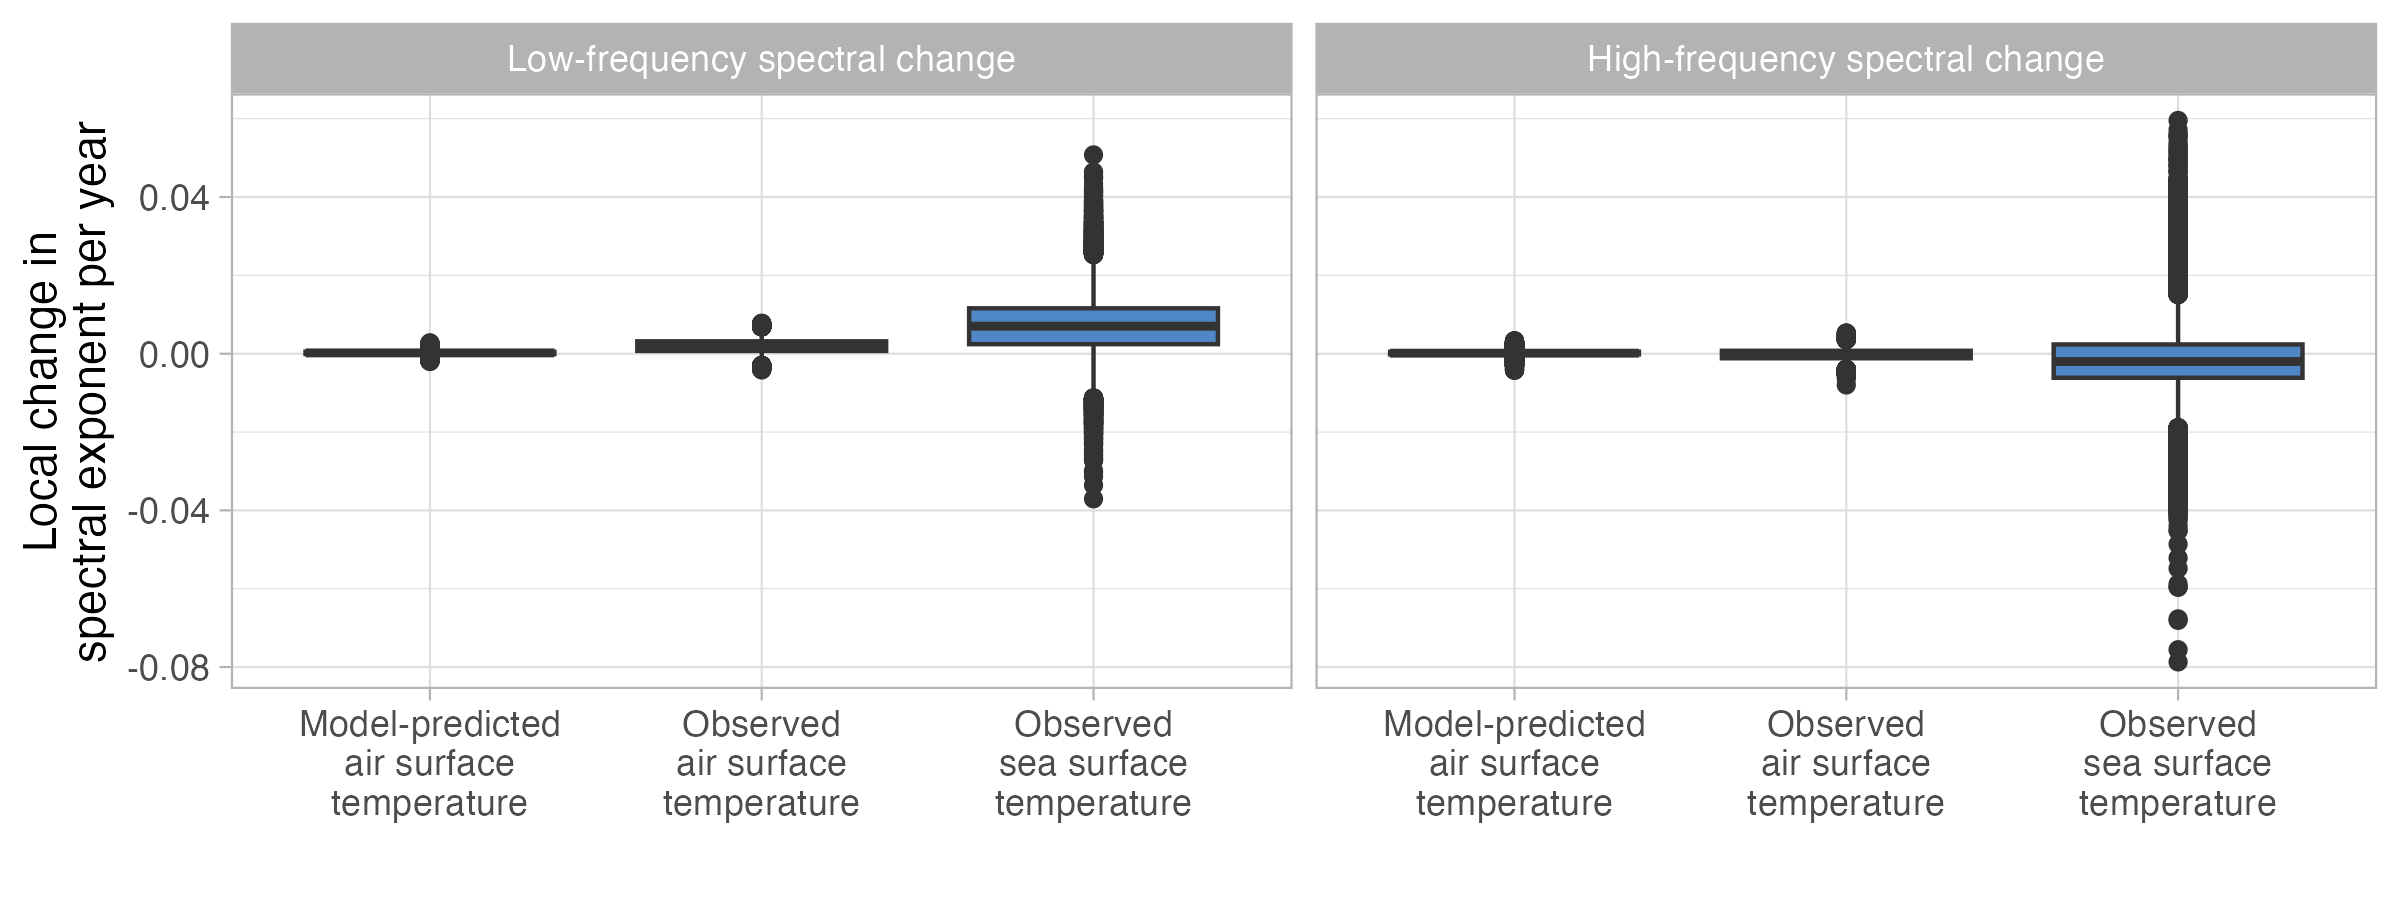 Low-frequency spectral change
High-frequency spectral change
Local change in
spectral exponent per year
0.04
0.00
-0.04
-0.08
Model-predicted
air surface
temperature
Observed
air surface
temperature
Observed
sea surface
temperature
Model-predicted
air surface
temperature
Observed
air surface
temperature
Observed
sea surface
temperature